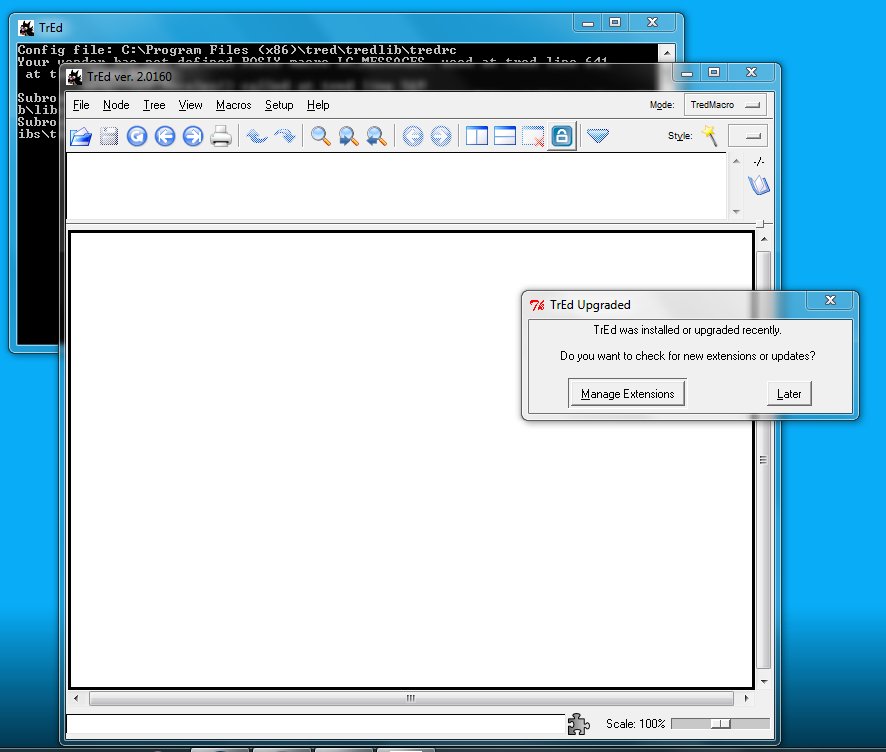 TrEd
Config file: C:\Program Files (x86)\tred\tredlib\tredrc
Your vendor has not defined POSIX macro LC_MESSAGES, used at tred line 641
at t
Subro
b\lib
Subro
ibs\t
TrEd ver. 2.0160
File Node Tree View Macros Setup Help Mode: TredMacro
Style:
-/-
TrEd Upgraded
TrEd was installed or upgraded recently.
Do you want to check for new extensions or updates?
Manage Extensions Later
Scale: 100%